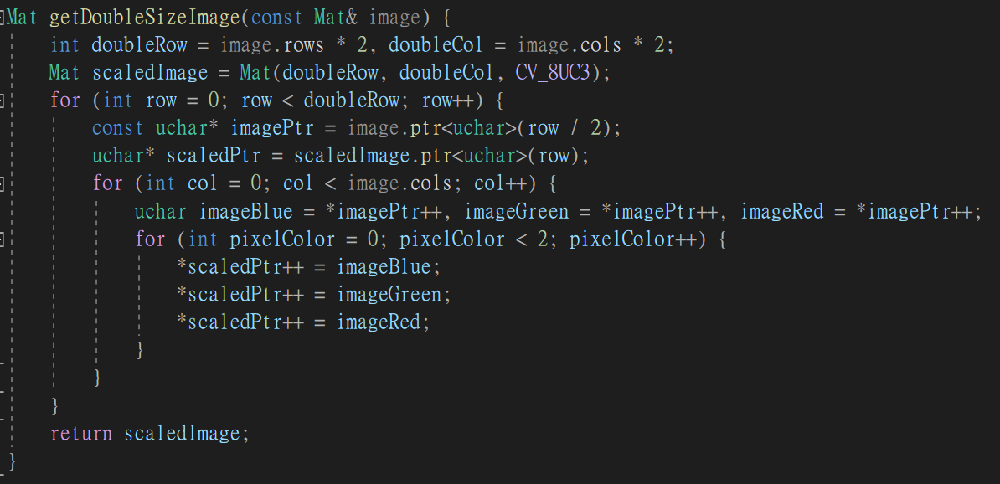 Mat getDoubleSizeImage(const Mat& image) {
    int doubleRow = image.rows * 2, doubleCol = image.cols * 2;
    Mat scaledImage = Mat(doubleRow, doubleCol, CV_8UC3);
    for (int row = 0; row < doubleRow; row++) {
        const uchar* imagePtr = image.ptr<uchar>(row / 2);
        uchar* scaledPtr = scaledImage.ptr<uchar>(row);
        for (int col = 0; col < image.cols; col++) {
            uchar imageBlue = *imagePtr++, imageGreen = *imagePtr++, imageRed = *imagePtr++;
            for (int pixelColor = 0; pixelColor < 2; pixelColor++) {
                *scaledPtr++ = imageBlue;
                *scaledPtr++ = imageGreen;
                *scaledPtr++ = imageRed;
            }
        }
    }
    return scaledImage;
}